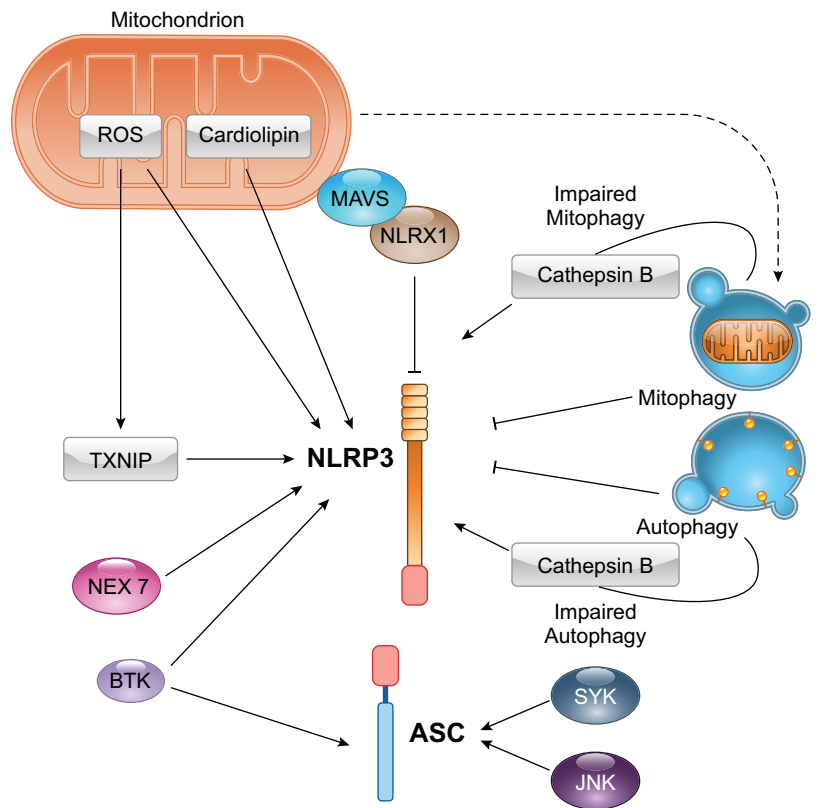 Mitochondrion
ROS
Cardiolipin
MAVS
NLRX1
Impaired
Mitophagy
Cathepsin B
Mitophagy
TXNIP
NLRP3
Autophagy
NEX 7
Cathepsin B
Impaired
Autophagy
BTK
SYK
ASC
JNK